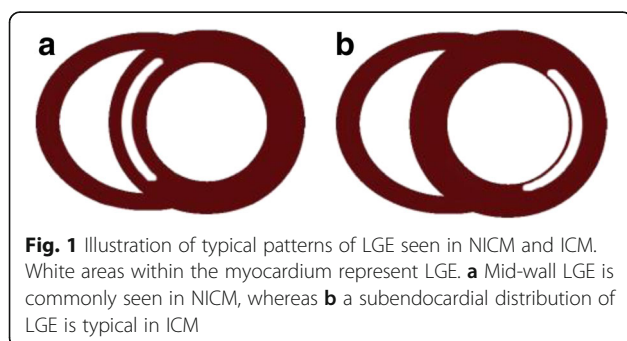 a b
Fig. 1 Illustration of typical patterns of LGE seen in NICM and ICM.
White areas within the myocardium represent LGE. a Mid-wall LGE is
commonly seen in NICM, whereas b a subendocardial distribution of
LGE is typical in ICM